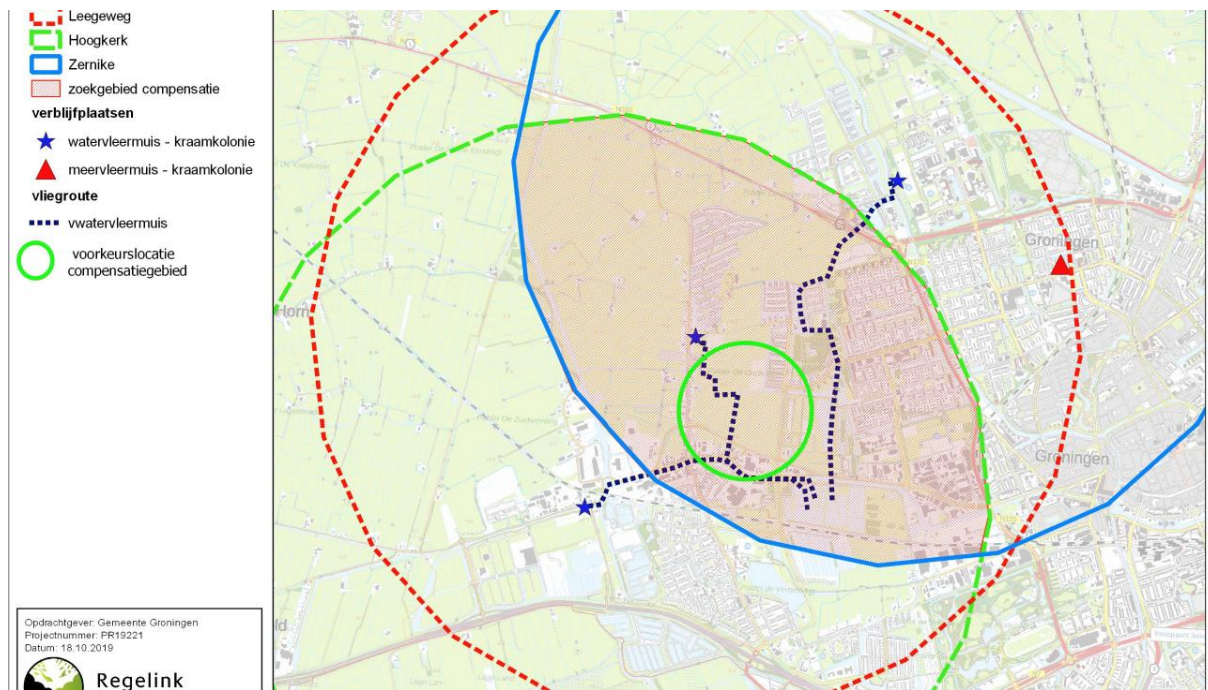 Leegeweg
Hoogkerk
Zernike
zoekgebied compensatie
verblijfplaatsen
watervleermuis - kraamkolonie
meervleermuis - kraamkolonie
vliegroute
vwatervleermuis
voorkeurslocatie
compensatiegebied
Groningen
Horn
Groningen
Opdrachtgever: Gemeente Groningen
Projectnummer: PR19221
Datum: 18.10.2019
Regelink